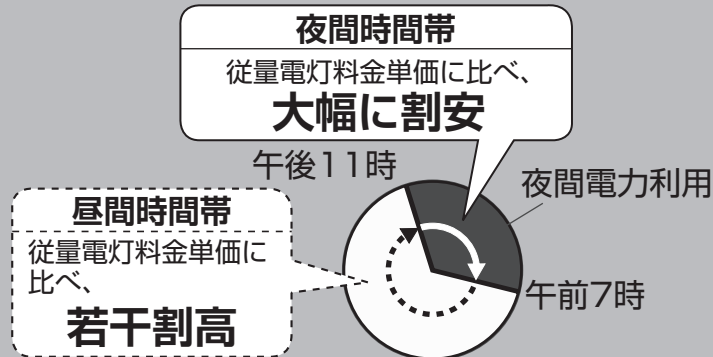 夜間時間帯
従量電灯料金単価に比べ、
大幅に割安
午後11時
夜間電力利用
昼間時間帯
従量電灯料金単価に
比べ、
若干割高
午前7時